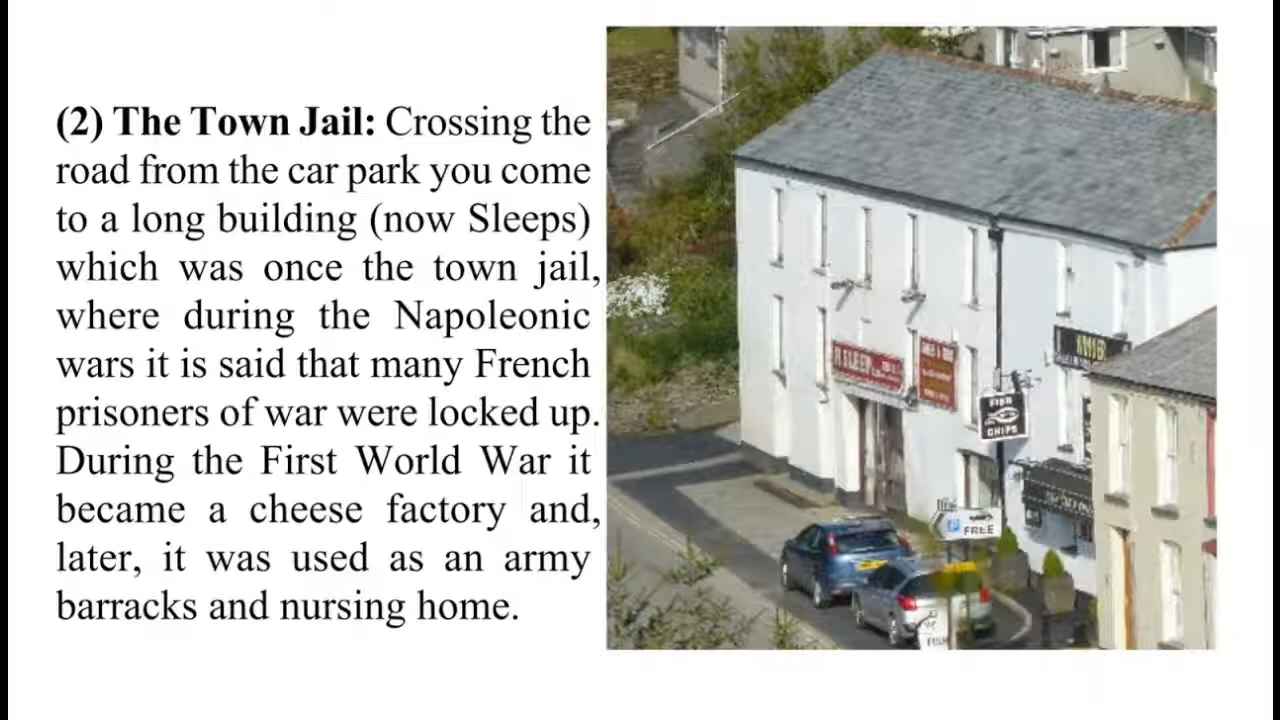 (2) The Town Jail: Crossing the
road from the car park you come
to a long building (now Sleeps)
which was once the town jail,
where during the Napoleonic
wars it is said that many French
prisoners of war were locked up.
During the First World War it
became a cheese factory and,
later, it was used as an army
barracks and nursing home.
SLEEP
FISH
CHIPS
P FREE
FISH